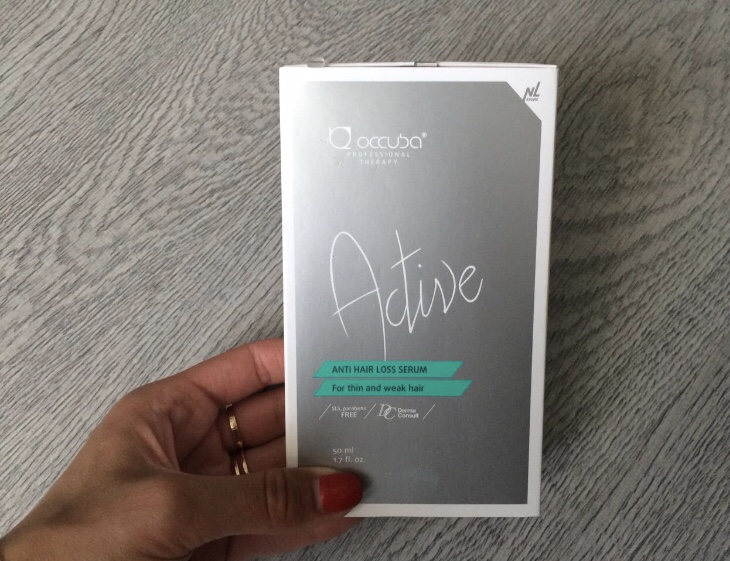 NL
occuba®
PROFESSIONAL
THERAPY
Active
ANTI HAIR LOSS SERUM
For thin and weak hair
SLS, parabens
FREE
DC
Dermo
Consult
50 ml
1.7 fl. oz.